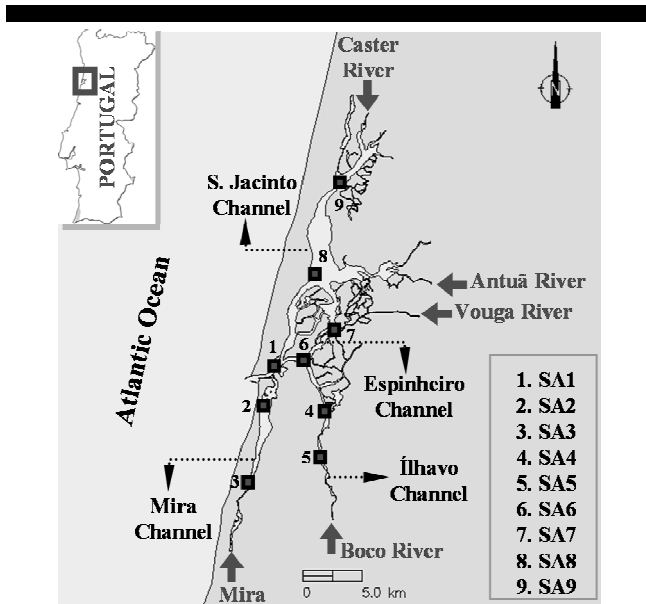 PORTUGAL
Caster
River
N
S. Jacinto
Channel
9
8
Antuã River
Vouga River
Atlantic Ocean
7
1
6
Espinheiro
Channel
2
4
5
Ílhavo
Channel
3
Mira
Channel
Boco River
Mira
0 5.0 km
1. SA1
2. SA2
3. SA3
4. SA4
5. SA5
6. SA6
7. SA7
8. SA8
9. SA9